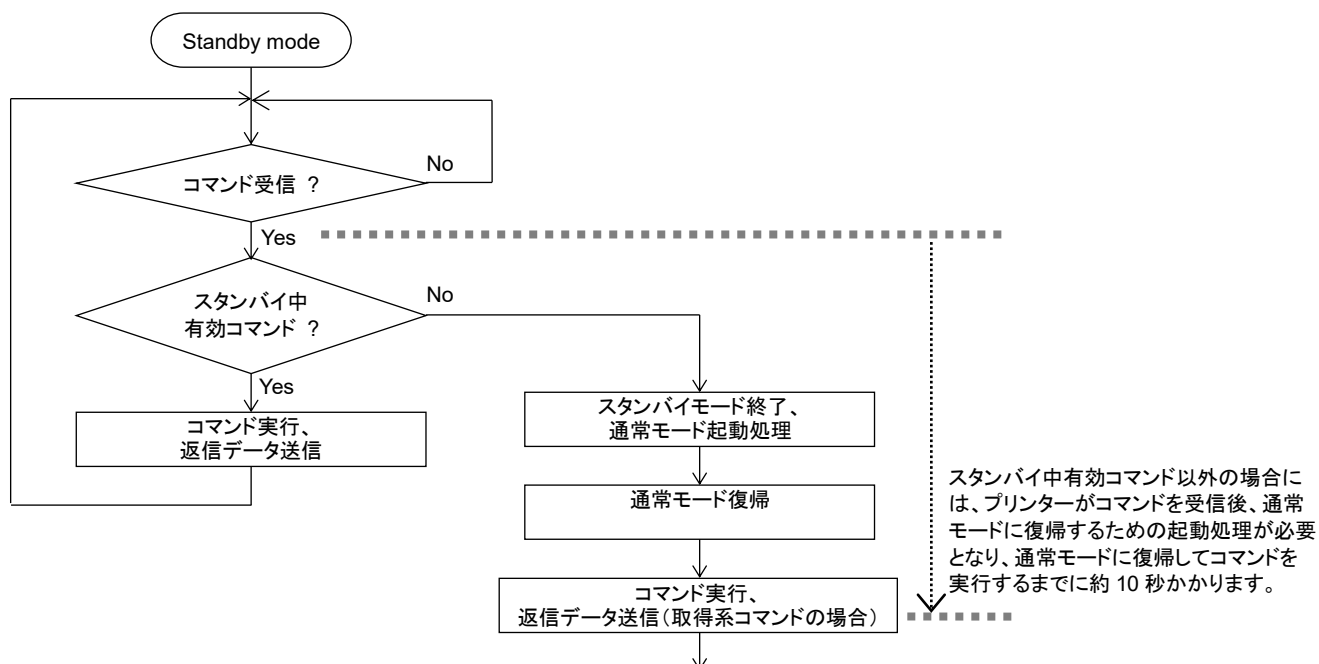 Standby mode
コマンド受信 ?
No
Yes
スタンバイ中
有効コマンド ?
No
Yes
コマンド実行、
返信データ送信
スタンバイモード終了、
通常モード起動処理
通常モード復帰
コマンド実行、
返信データ送信(取得系コマンドの場合)
スタンバイ中有効コマンド以外の場合に
は、プリンターがコマンドを受信後、通常
モードに復帰するための起動処理が必要
となり、通常モードに復帰してコマンドを
実行するまでに約 10 秒かかります。